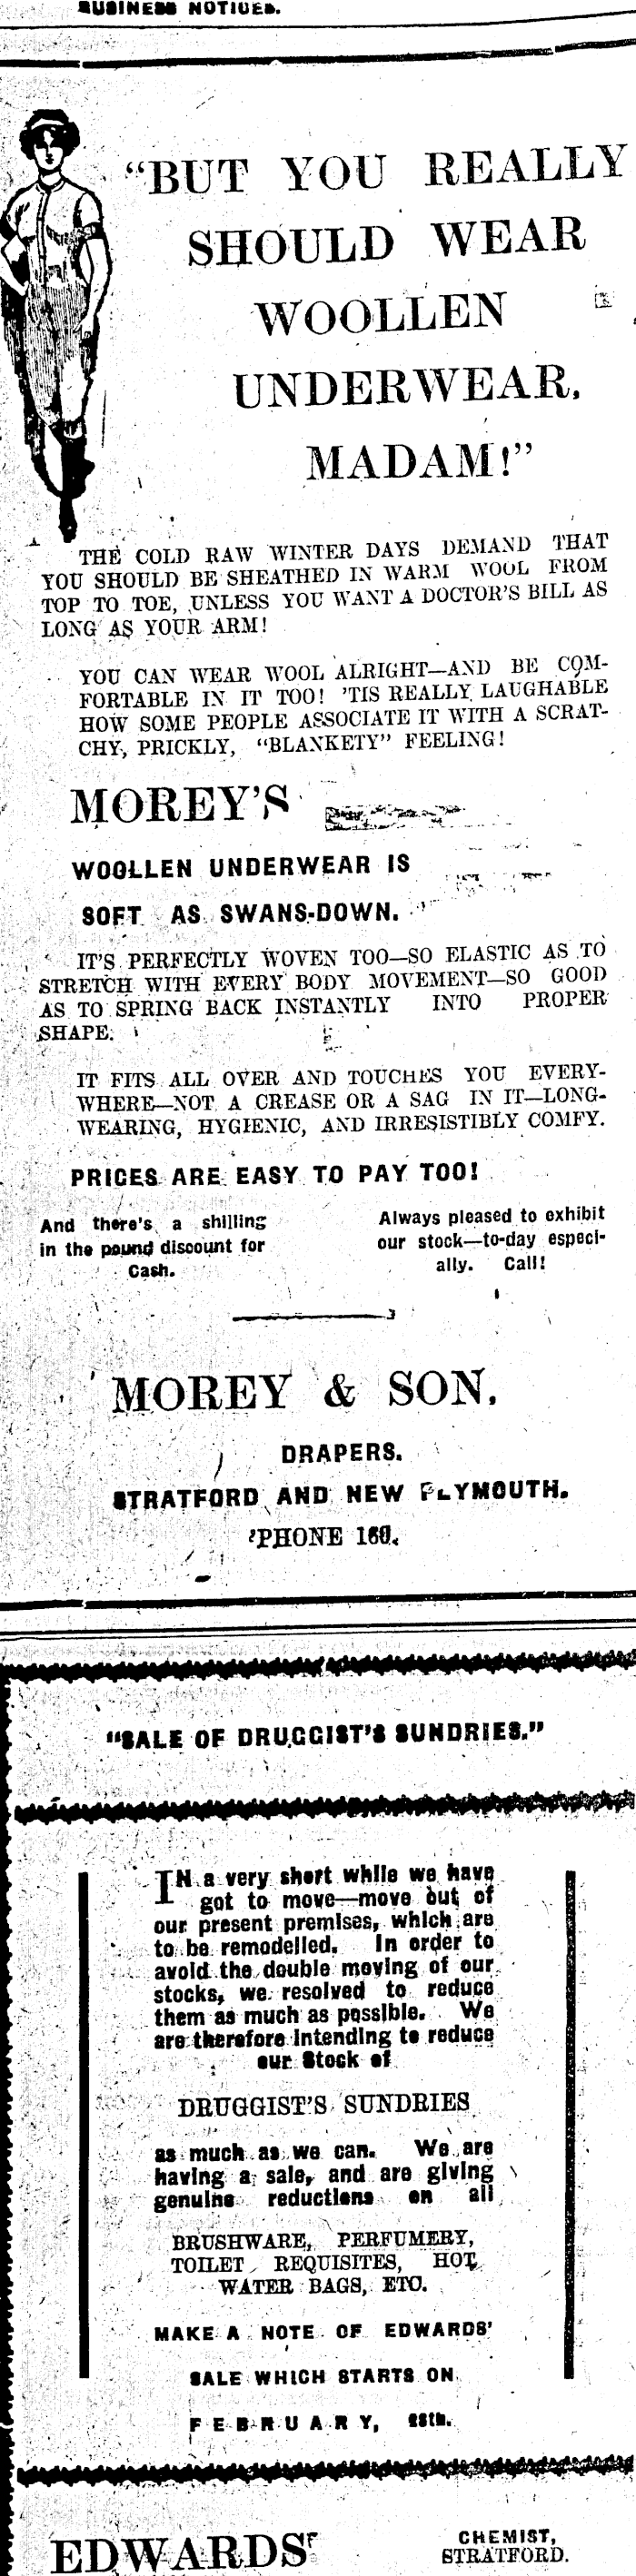 BUSINESS NOTICES.
"BUT YOU REALLY
SHOULD WEAR
WOOLLEN
UNDERWEAR,
MADAM!"
THE COLD RAW WINTER DAYS DEMAND THAT
YOU SHOULD BE SHEATHED IN WARM WOOL FROM
TOP TO TOE, UNLESS YOU WANT A DOCTOR'S BILL AS
LONG AS YOUR ARM!
YOU CAN WEAR WOOL ALRIGHT—AND BE COM-
FORTABLE IN IT TOO! 'TIS REALLY LAUGHABLE
HOW SOME PEOPLE ASSOCIATE IT WITH A SCRAT-
CHY, PRICKLY, "BLANKETY" FEELING!
MOREY'S
WOOLLEN UNDERWEAR IS
SOFT AS SWANS-DOWN.
IT'S PERFECTLY WOVEN TOO—SO ELASTIC AS TO
STRETCH WITH EVERY BODY MOVEMENT—SO GOOD
AS TO SPRING BACK INSTANTLY INTO PROPER
SHAPE.
IT FITS ALL OVER AND TOUCHES YOU EVERY-
WHERE—NOT A CREASE OR A SAG IN IT—LONG-
WEARING, HYGIENIC, AND IRRESISTIBLY COMFY.
PRICES ARE EASY TO PAY TOO!
And there's a shilling
in the pound discount for
Cash.
Always pleased to exhibit
our stock—to-day especi-
ally. Call!
MOREY & SON,
DRAPERS.
STRATFORD AND NEW PLYMOUTH.
'PHONE 160.
"SALE OF DRUGGIST'S SUNDRIES."
IN a very short while we have
got to move—move out of
our present premises, which are
to be remodelled. In order to
avoid the double moving of our
stocks, we resolved to reduce
them as much as possible. We
are therefore intending to reduce
our Stock of
DRUGGIST'S SUNDRIES
as much as we can. We are
having a sale, and are giving
genuine reductions on all
BRUSHWARE, PERFUMERY,
TOILET REQUISITES, HOT
WATER BAGS, ETC.
MAKE A NOTE OF EDWARDS'
SALE WHICH STARTS ON
FEBRUARY,
EDWARDS'
CHEMIST,
STRATFORD.